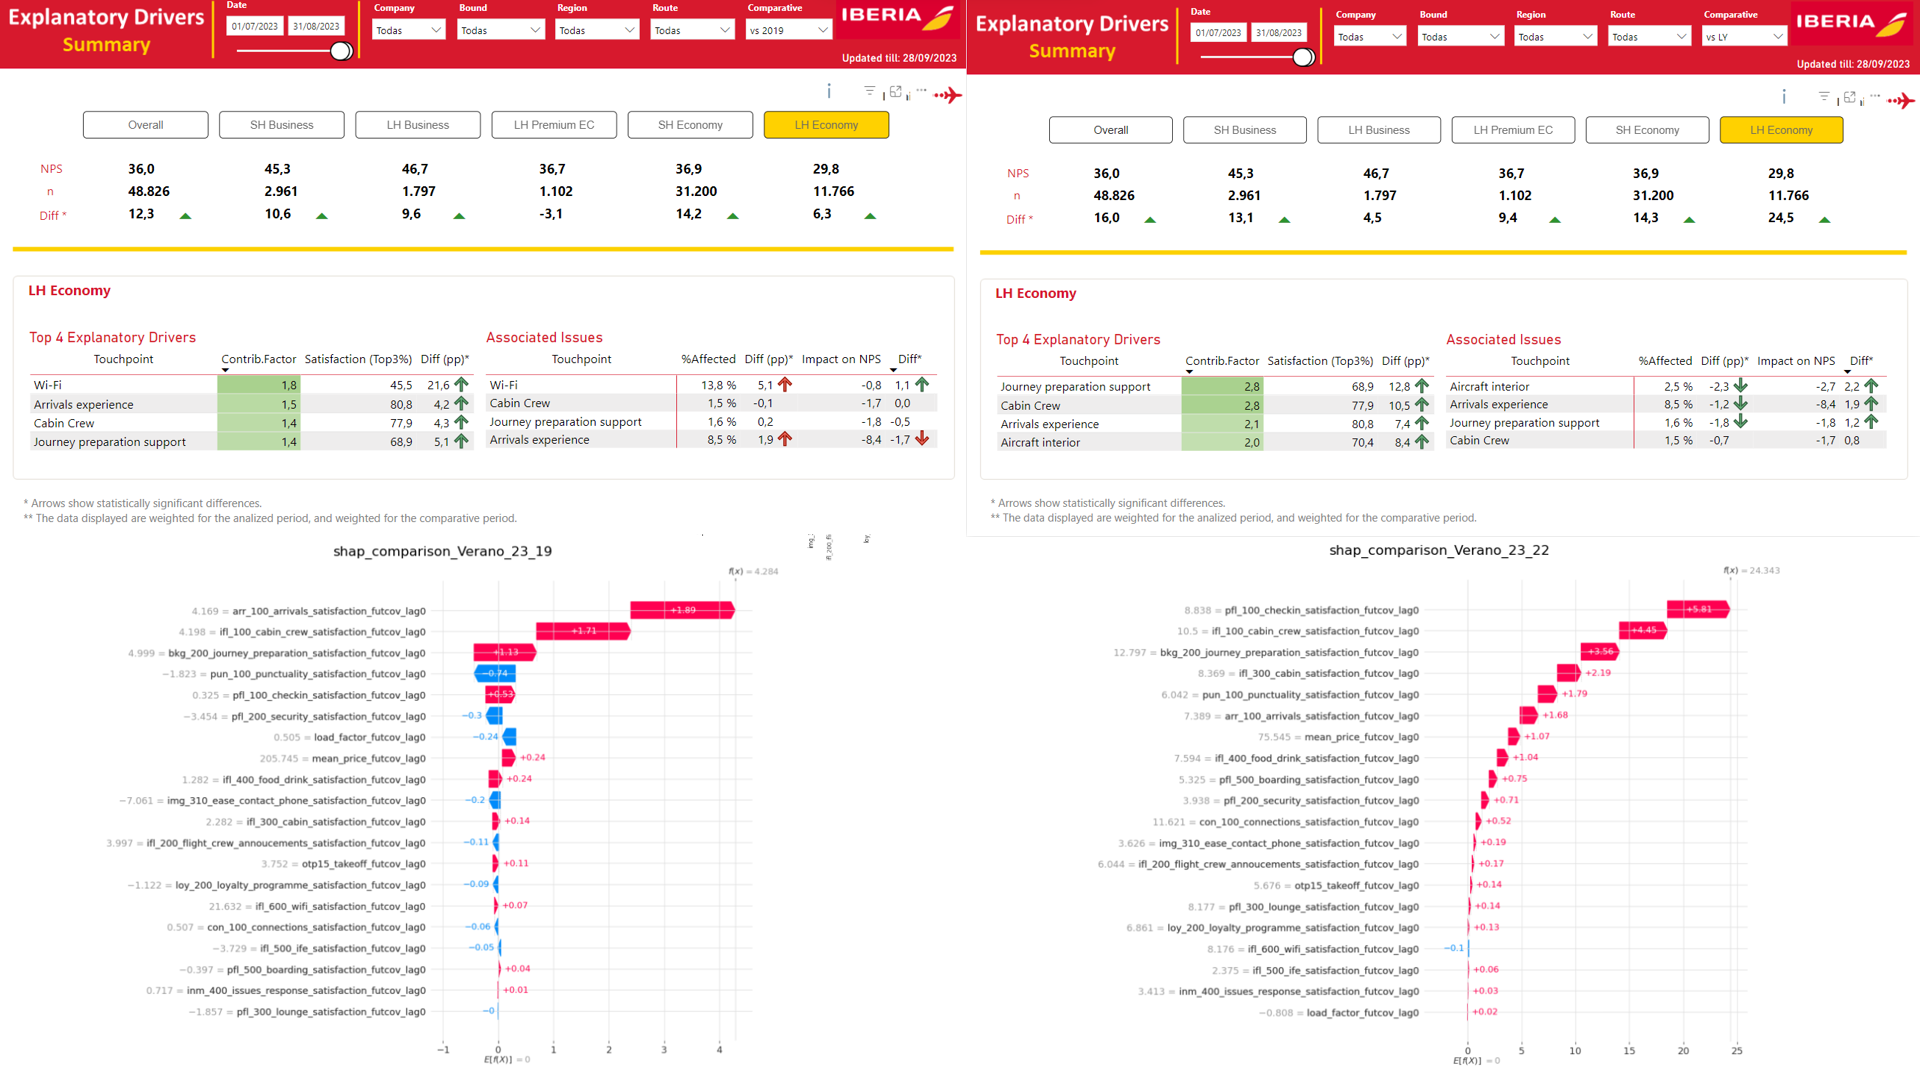 Explanatory Drivers
Summary
Date
01/07/2023 31/08/2023
Company
Todas
Bound
Todas
Region
Todas
Route
Todas
Comparative
vs 2019
IBERIA
Updated till: 28/09/2023
i
Overall SH Business LH Business LH Premium EC SH Economy LH Economy
NPS 36,0 45,3 46,7 36,7 36,9 29,8
n 48.826 2.961 1.797 1.102 31.200 11.766
Diff * 12,3 10,6 9,6 -3,1 14,2 6,3
LH Economy
Top 4 Explanatory Drivers
Touchpoint Contrib.Factor Satisfaction (Top3%) Diff (pp)*
Wi-Fi 1,8 45,5 21,6
Arrivals experience 1,5 80,8 4,2
Cabin Crew 1,4 77,9 4,3
Journey preparation support 1,4 68,9 5,1
Associated Issues
Touchpoint %Affected Diff (pp)* Impact on NPS Diff*
Wi-Fi 13,8 % 5,1 -0,8 1,1
Cabin Crew 1,5 % -0,1 -1,7 0,0
Journey preparation support 1,6 % 0,2 -1,8 -0,5
Arrivals experience 8,5 % 1,9 -8,4 -1,7
* Arrows show statistically significant differences.
** The data displayed are weighted for the analized period, and weighted for the comparative period.
shap_comparison_Verano_23_19
f(x) = 4.284
4.169 = arr_100_arrivals_satisfaction_futcov_lag0 +1.89
4.198 = ifl_100_cabin_crew_satisfaction_futcov_lag0 +1.71
4.999 = bkg_200_journey_preparation_satisfaction_futcov_lag0 +1.13
−1.823 = pun_100_punctuality_satisfaction_futcov_lag0 −0.74
0.325 = pfl_100_checkin_satisfaction_futcov_lag0 +0.53
−3.454 = pfl_200_security_satisfaction_futcov_lag0 −0.3
0.505 = load_factor_futcov_lag0 −0.24
205.745 = mean_price_futcov_lag0 +0.24
1.282 = ifl_400_food_drink_satisfaction_futcov_lag0 +0.24
−7.061 = img_310_ease_contact_phone_satisfaction_futcov_lag0 −0.2
2.282 = ifl_300_cabin_satisfaction_futcov_lag0 +0.14
3.997 = ifl_200_flight_crew_annoucements_satisfaction_futcov_lag0 −0.11
3.752 = otp15_takeoff_futcov_lag0 +0.11
−1.122 = loy_200_loyalty_programme_satisfaction_futcov_lag0 −0.09
21.632 = ifl_600_wifi_satisfaction_futcov_lag0 +0.07
0.507 = con_100_connections_satisfaction_futcov_lag0 −0.06
−3.729 = ifl_500_ife_satisfaction_futcov_lag0 −0.05
−0.397 = pfl_500_boarding_satisfaction_futcov_lag0 +0.04
0.717 = inm_400_issues_response_satisfaction_futcov_lag0 +0.01
−1.857 = pfl_300_lounge_satisfaction_futcov_lag0 −0
−1 0 1 2 3 4
E[f(X)] = 0
Explanatory Drivers
Summary
Date
01/07/2023 31/08/2023
Company
Todas
Bound
Todas
Region
Todas
Route
Todas
Comparative
vs LY
IBERIA
Updated till: 28/09/2023
i
Overall SH Business LH Business LH Premium EC SH Economy LH Economy
NPS 36,0 45,3 46,7 36,7 36,9 29,8
n 48.826 2.961 1.797 1.102 31.200 11.766
Diff * 16,0 13,1 4,5 9,4 14,3 24,5
LH Economy
Top 4 Explanatory Drivers
Touchpoint Contrib.Factor Satisfaction (Top3%) Diff (pp)*
Journey preparation support 2,8 68,9 12,8
Cabin Crew 2,8 77,9 10,5
Arrivals experience 2,1 80,8 7,4
Aircraft interior 2,0 70,4 8,4
Associated Issues
Touchpoint %Affected Diff (pp)* Impact on NPS Diff*
Aircraft interior 2,5 % -2,3 -2,7 2,2
Arrivals experience 8,5 % -1,2 -8,4 1,9
Journey preparation support 1,6 % -1,8 -1,8 1,2
Cabin Crew 1,5 % -0,7 -1,7 0,8
* Arrows show statistically significant differences.
** The data displayed are weighted for the analized period, and weighted for the comparative period.
shap_comparison_Verano_23_22
f(x) = 24.343
8.838 = pfl_100_checkin_satisfaction_futcov_lag0 +5.81
10.5 = ifl_100_cabin_crew_satisfaction_futcov_lag0 +4.45
12.797 = bkg_200_journey_preparation_satisfaction_futcov_lag0 +3.56
8.369 = ifl_300_cabin_satisfaction_futcov_lag0 +2.19
6.042 = pun_100_punctuality_satisfaction_futcov_lag0 +1.79
7.389 = arr_100_arrivals_satisfaction_futcov_lag0 +1.68
75.545 = mean_price_futcov_lag0 +1.07
7.594 = ifl_400_food_drink_satisfaction_futcov_lag0 +1.04
5.325 = pfl_500_boarding_satisfaction_futcov_lag0 +0.75
3.938 = pfl_200_security_satisfaction_futcov_lag0 +0.71
11.621 = con_100_connections_satisfaction_futcov_lag0 +0.52
3.626 = img_310_ease_contact_phone_satisfaction_futcov_lag0 +0.19
6.044 = ifl_200_flight_crew_annoucements_satisfaction_futcov_lag0 +0.17
5.676 = otp15_takeoff_futcov_lag0 +0.14
8.177 = pfl_300_lounge_satisfaction_futcov_lag0 +0.14
6.861 = loy_200_loyalty_programme_satisfaction_futcov_lag0 +0.13
8.176 = ifl_600_wifi_satisfaction_futcov_lag0 −0.1
2.375 = ifl_500_ife_satisfaction_futcov_lag0 +0.06
3.413 = inm_400_issues_response_satisfaction_futcov_lag0 +0.03
−0.808 = load_factor_futcov_lag0 +0.02
0 5 10 15 20 25
E[f(X)] = 0